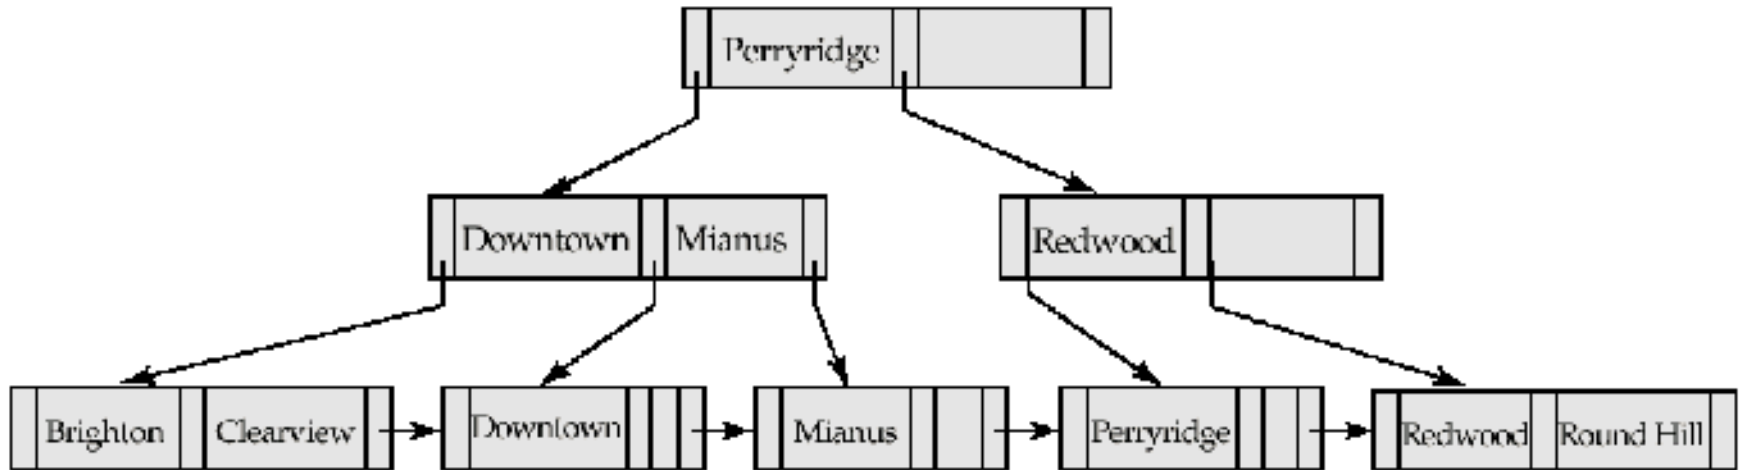 Perryridge
Downtown Mianus Redwood
Brighton Clearview Downtown Mianus Perryridge Redwood Round Hill